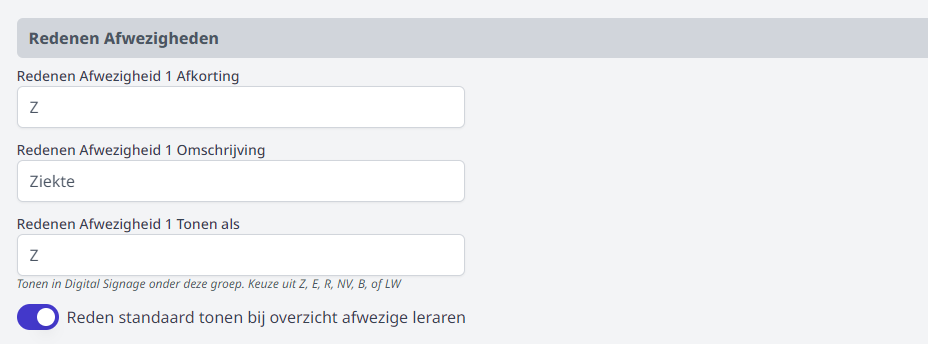 Redenen Afwezigheden
Redenen Afwezigheid 1 Afkorting
Z
Redenen Afwezigheid 1 Omschrijving
Ziekte
Redenen Afwezigheid 1 Tonen als
Z
Tonen in Digital Signage onder deze groep. Keuze uit Z, E, R, NV, B, of LW
Reden standaard tonen bij overzicht afwezige leraren